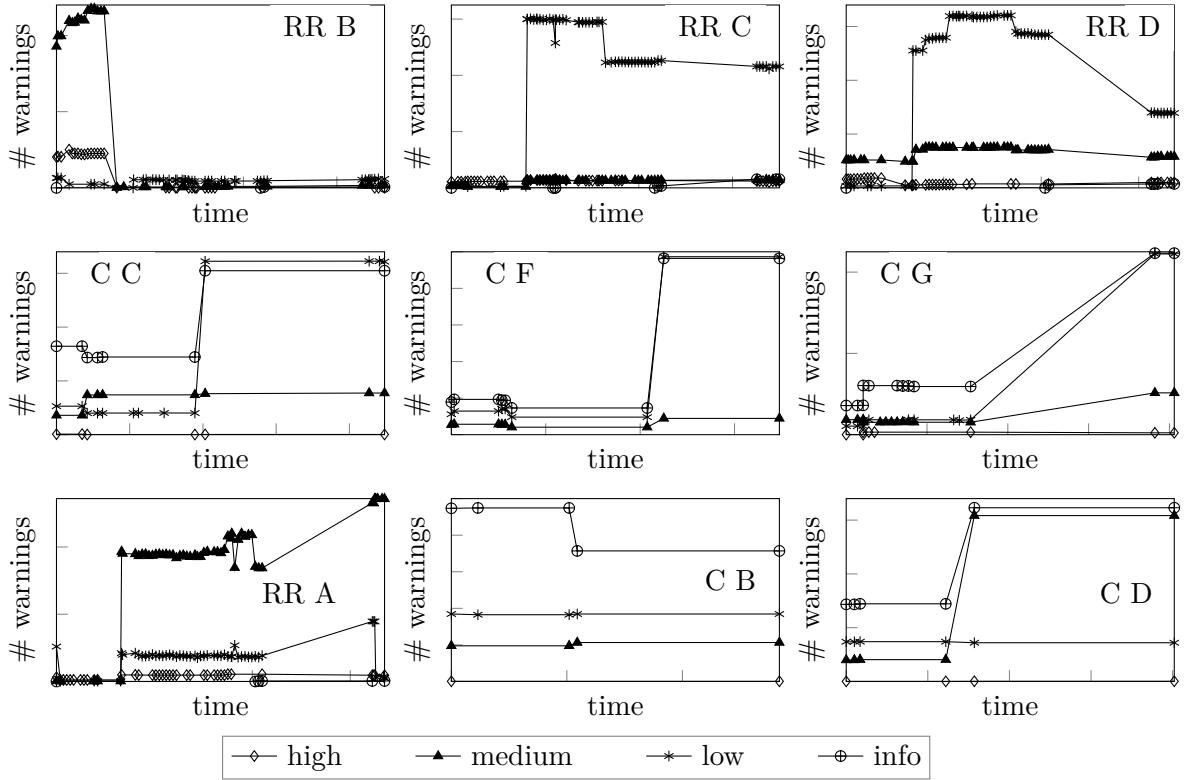 RR B
RR C
RR D
# warnings
# warnings
# warnings
time
time
time
C C
C F
C G
# warnings
# warnings
# warnings
time
time
time
RR A
C B
C D
# warnings
# warnings
# warnings
time
time
time
high medium low info